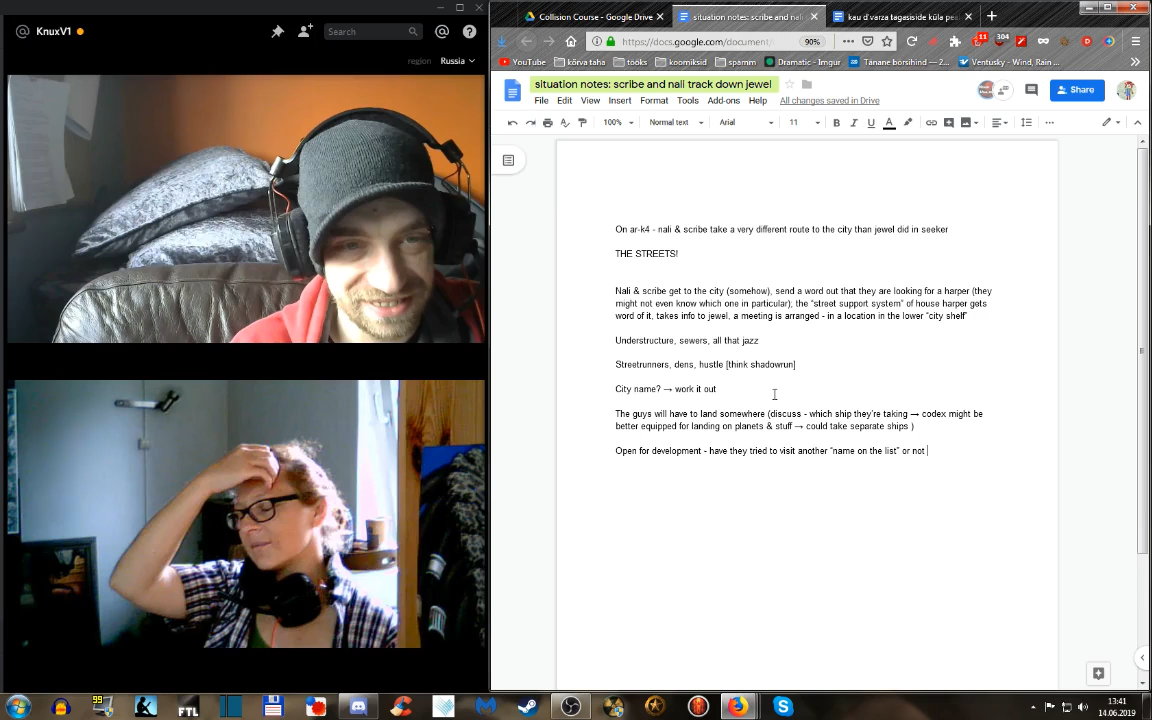 KnuxV1
Search
region
Russia
Collision Course - Google Drive
situation notes: scribe and nali
kau d'varza tagasiside küla pea
https://docs.google.com/document/
90%
11
304
YouTube
kõrva taha
tööks
koomiksid
spämm
Dramatic - Imgur
Tänane börsihind — 2...
Ventusky - Wind, Rain ...
situation notes: scribe and nali track down jewel
File Edit View Insert Format Tools Add-ons Help All changes saved in Drive
Share
100% Normal text Arial 11
On ar-k4 - nali & scribe take a very different route to the city than jewel did in seeker
THE STREETS!
Nali & scribe get to the city (somehow), send a word out that they are looking for a harper (they
might not even know which one in particular); the "street support system" of house harper gets
word of it, takes info to jewel, a meeting is arranged - in a location in the lower "city shelf"
Understructure, sewers, all that jazz
Streetrunners, dens, hustle [think shadowrun]
City name? → work it out
The guys will have to land somewhere (discuss - which ship they're taking → codex might be
better equipped for landing on planets & stuff → could take separate ships )
Open for development - have they tried to visit another "name on the list" or not
99
FTL
13:41
14.06.2019